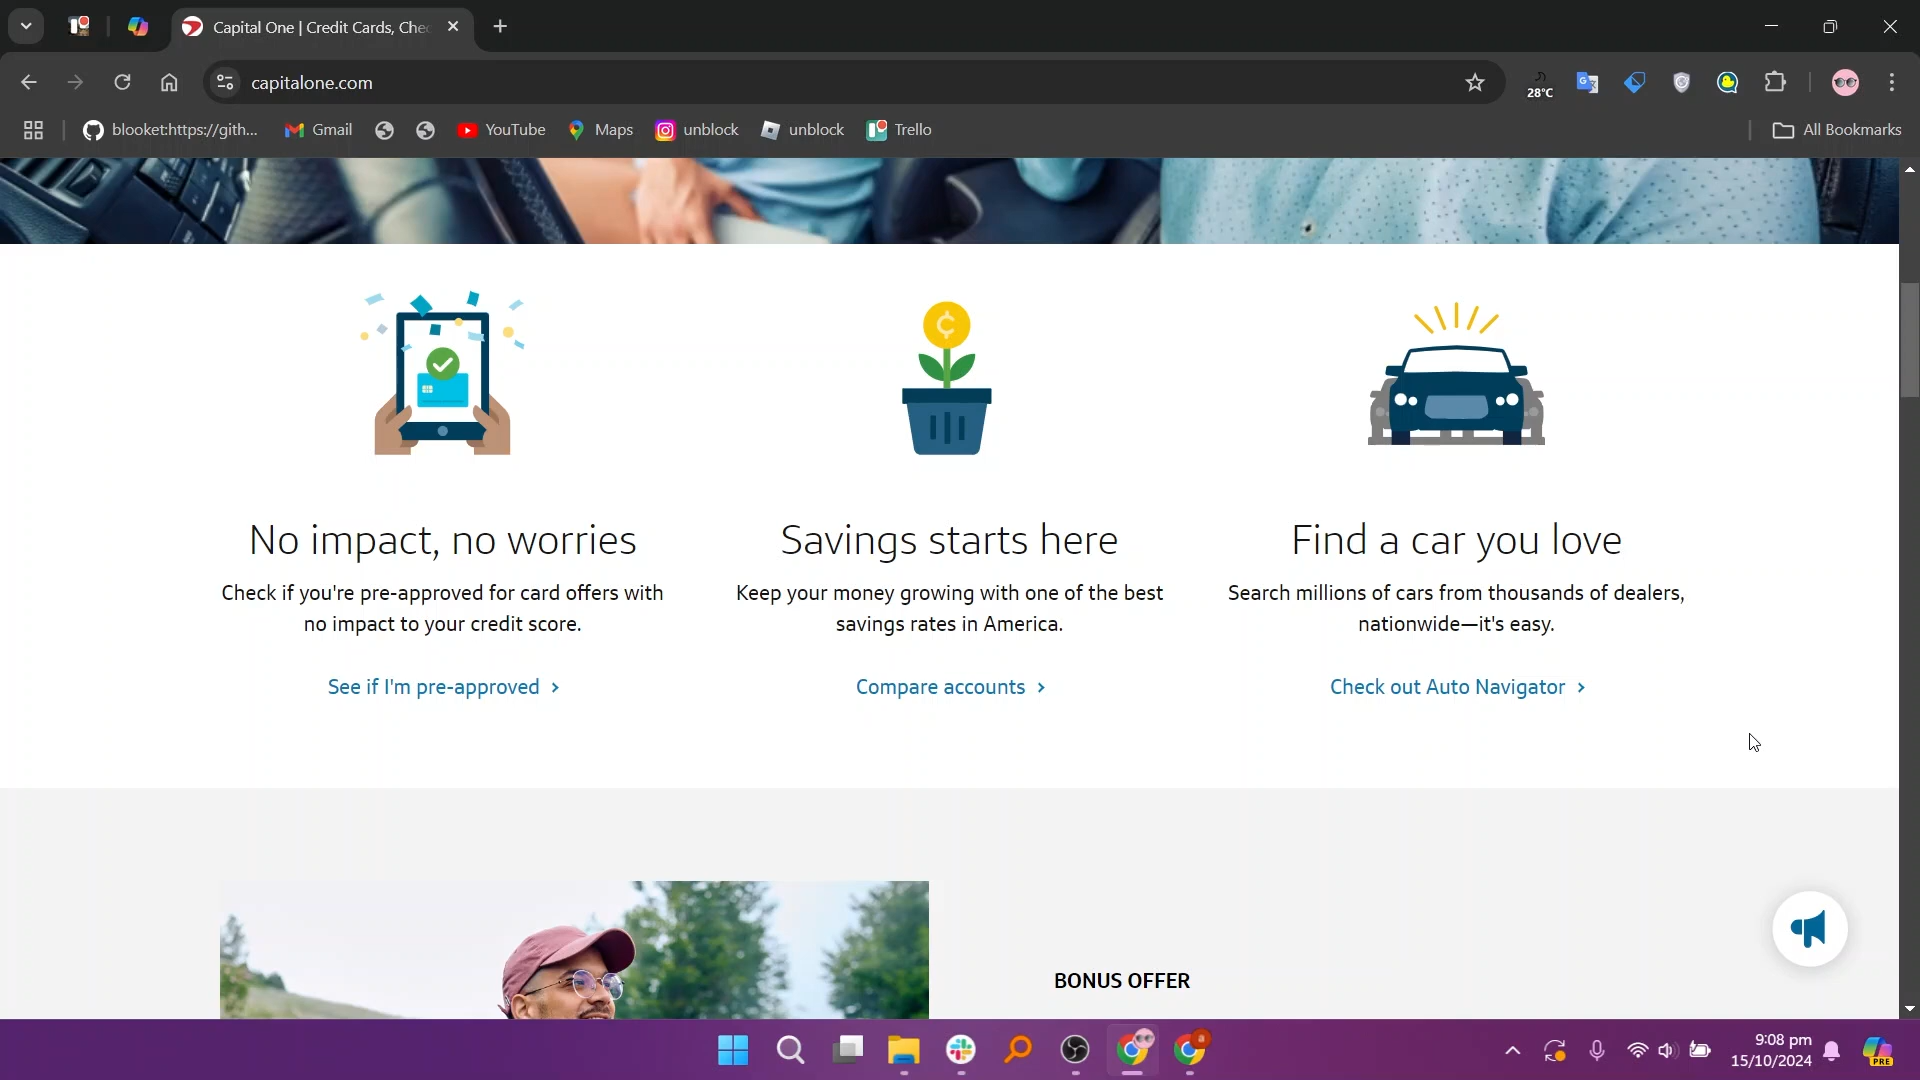 Capital One | Credit Cards, Che
capitalone.com
28°C
blooket:https://gith...
Gmail
YouTube
Maps
unblock
unblock
Trello
All Bookmarks
No impact, no worries
Check if you're pre-approved for card offers with
no impact to your credit score.
See if I'm pre-approved
Savings starts here
Keep your money growing with one of the best
savings rates in America.
Compare accounts
Find a car you love
Search millions of cars from thousands of dealers,
nationwide—it's easy.
Check out Auto Navigator
BONUS OFFER
9:08 pm
15/10/2024
PRE